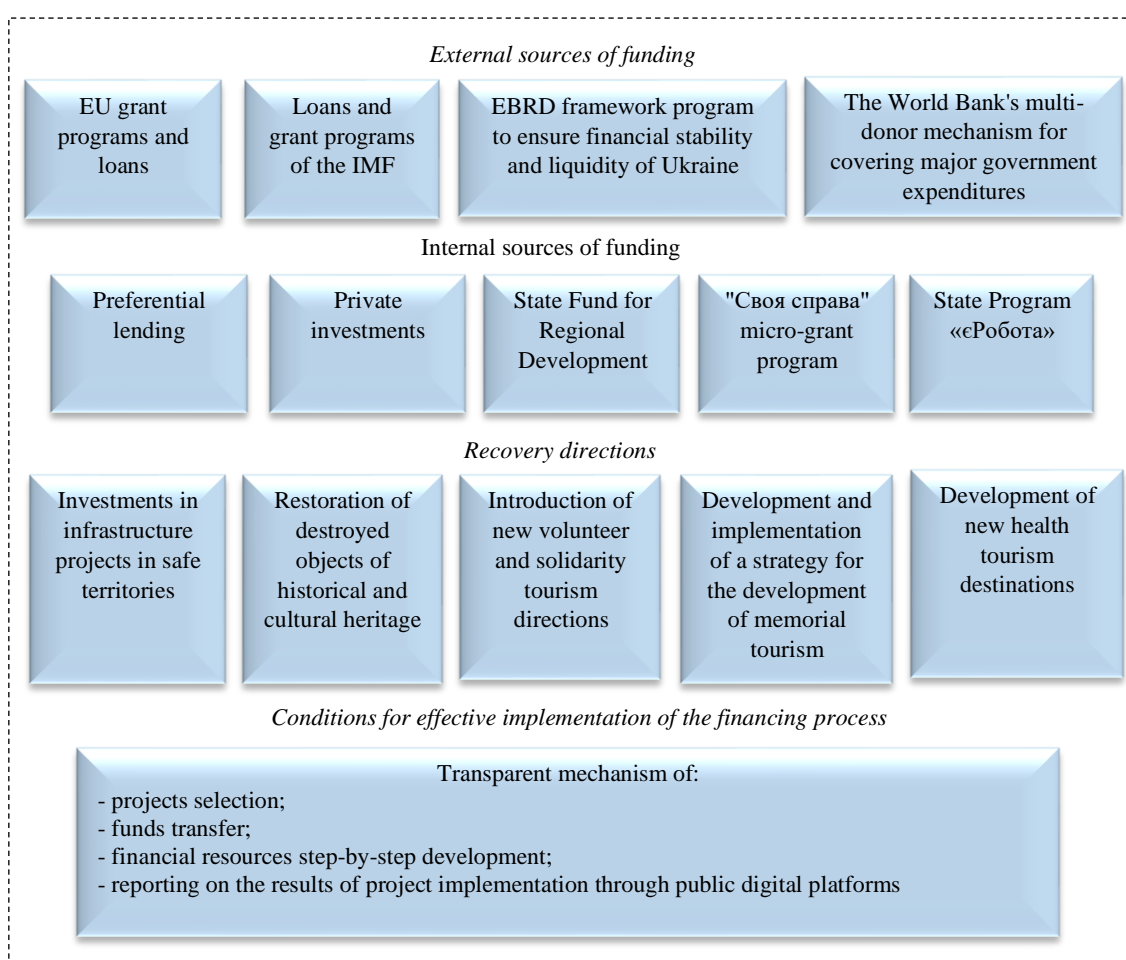 External sources of funding
EU grant
programs and
loans
Loans and
grant programs
of the IMF
EBRD framework program
to ensure financial stability
and liquidity of Ukraine
The World Bank's multi-
donor mechanism for
covering major government
expenditures
Internal sources of funding
Preferential
lending
Private
investments
State Fund for
Regional
Development
"Своя справа"
micro-grant
program
State Program
«єРобота»
Recovery directions
Investments in
infrastructure
projects in safe
territories
Restoration of
destroyed
objects of
historical and
cultural heritage
Introduction of
new volunteer
and solidarity
tourism
directions
Development and
implementation
of a strategy for
the development
of memorial
tourism
Development of
new health
tourism
destinations
Conditions for effective implementation of the financing process
Transparent mechanism of:
- projects selection;
- funds transfer;
- financial resources step-by-step development;
- reporting on the results of project implementation through public digital platforms